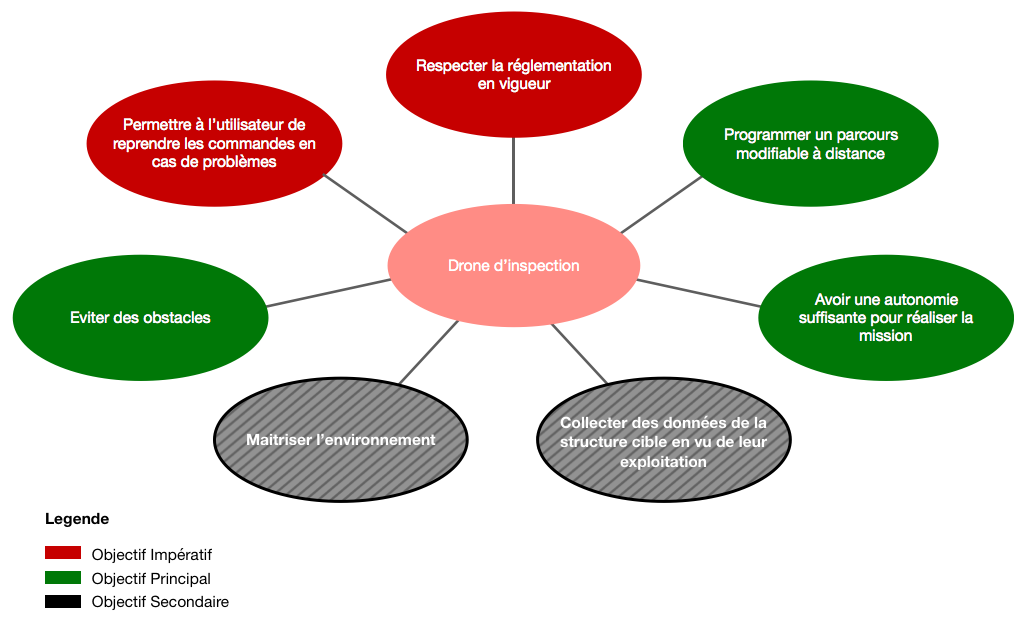 Respecter la réglementation
en vigueur
Permettre à l'utilisateur de
reprendre les commandes en
cas de problèmes
Programmer un parcours
modifiable à distance
Drone d'inspection
Eviter des obstacles
Avoir une autonomie
suffisante pour réaliser la
mission
Maitriser l'environnement
Collecter des données de la
structure cible en vu de leur
exploitation
Legende
Objectif Impératif
Objectif Principal
Objectif Secondaire